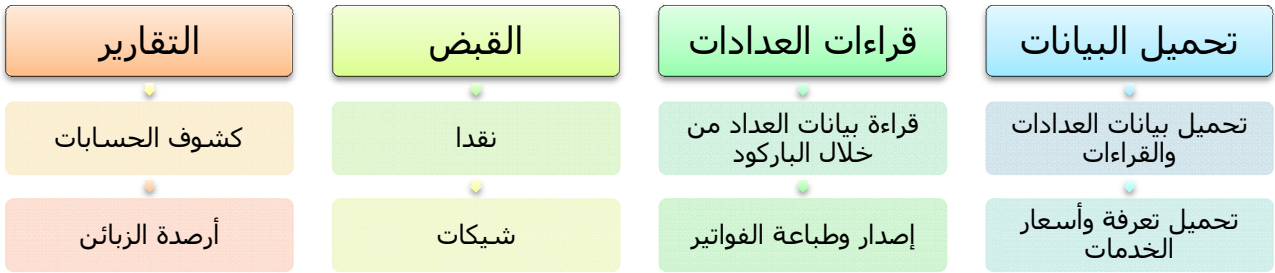 تحميل البيانات
تحميل بيانات العدادات
والقراءات
تحميل تعرفة وأسعار
الخدمات
قراءات العدادات
قراءة بيانات العداد من
خلال الباركود
إصدار وطباعة الفواتير
القبض
نقدا
شيكات
التقارير
كشوف الحسابات
أرصدة الزبائن